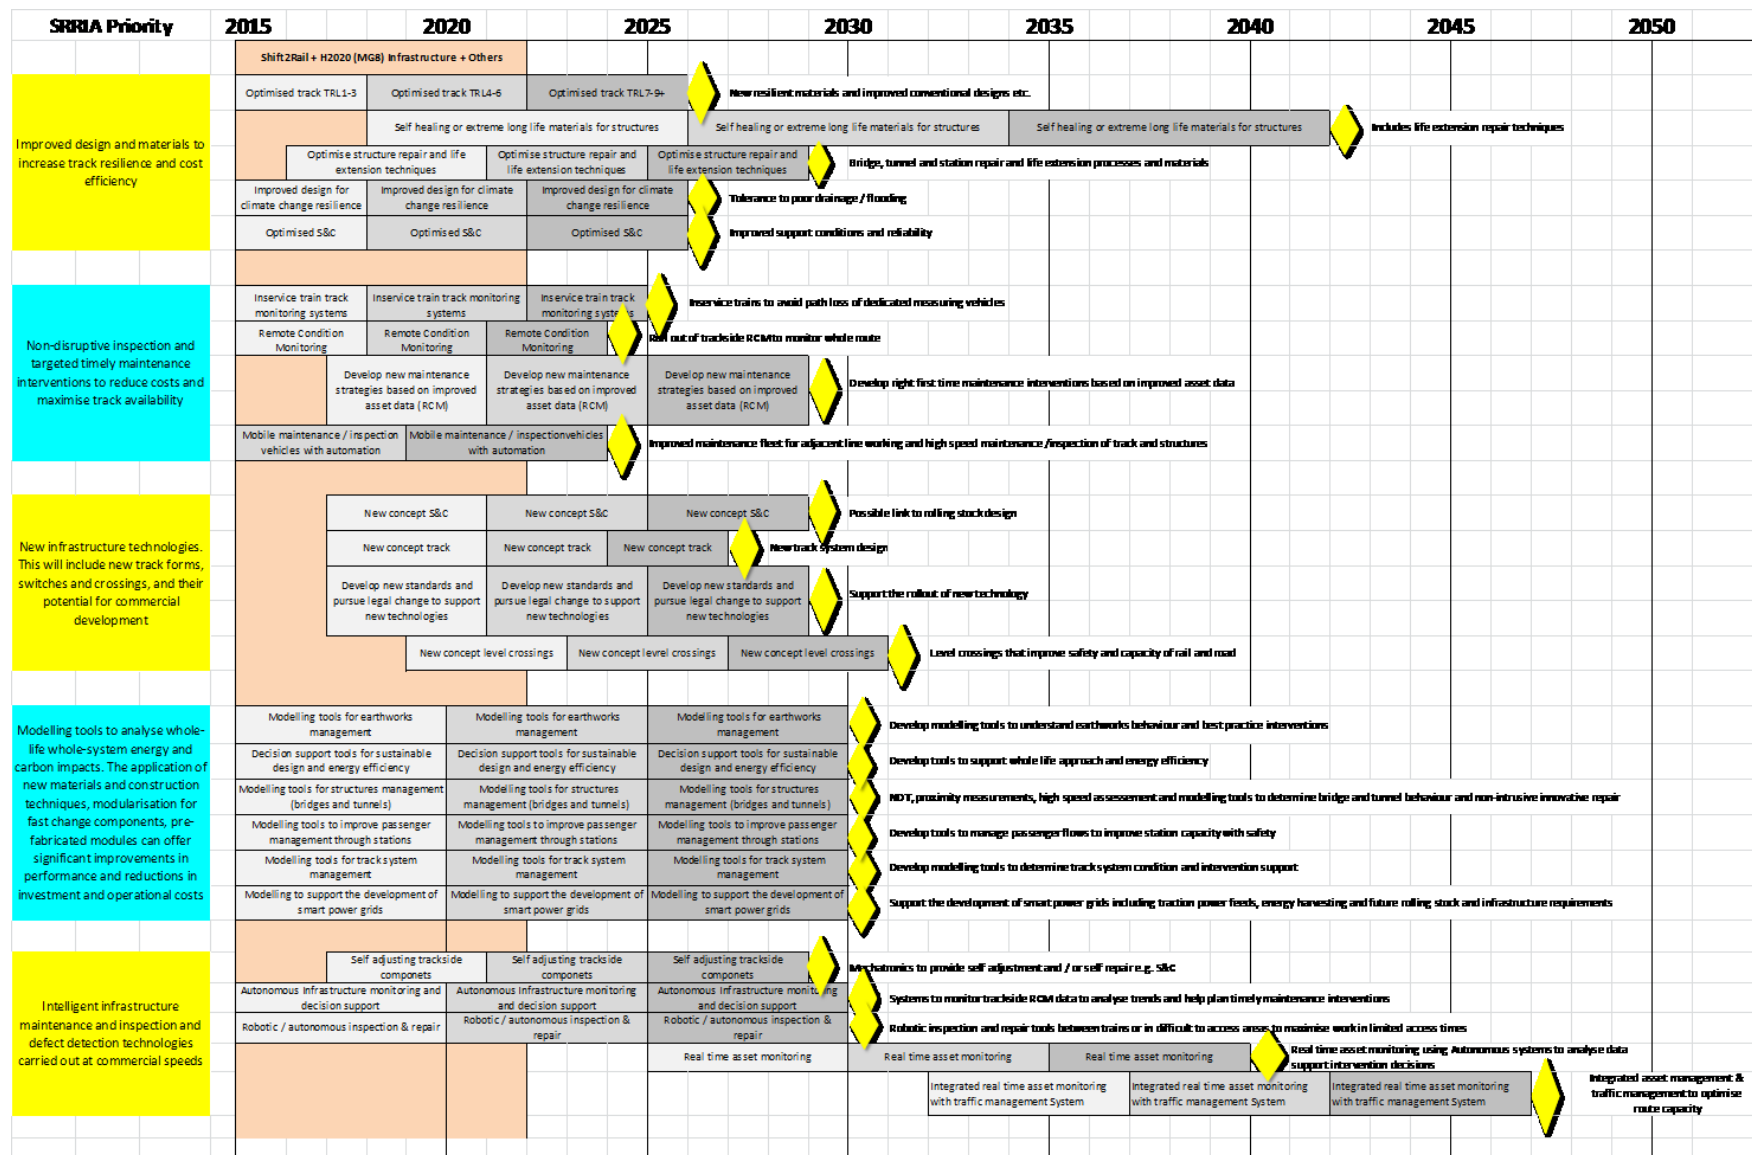 SRRIA Priority 2015 2020 2025 2030 2035 2040 2045 2050
Shift2Rail + H2020 (MG8) Infrastructure + Others
Improved design and materials to
increase track resilience and cost
efficiency
Optimised track TRL1-3 Optimised track TRL4-6 Optimised track TRL7-9+ New resilient materials and improved conventional designs etc.
Self healing or extreme long life materials for structures Self healing or extreme long life materials for structures Self healing or extreme long life materials for structures Includes life extension repair techniques
Optimise structure repair and life
extension techniques
Optimise structure repair and
life extension techniques
Optimise structure repair and
life extension techniques
Bridge, tunnel and station repair and life extension processes and materials
Improved design for
climate change resilience
Improved design for climate
change resilience
Improved design for climate
change resilience
Tolerance to poor drainage / flooding
Optimised S&C Optimised S&C Optimised S&C Improved support conditions and reliability
Non-disruptive inspection and
targeted timely maintenance
interventions to reduce costs and
maximise track availability
Inservice train track
monitoring systems
Inservice train track monitoring
systems
Inservice train track
monitoring systems
Inservice trains to avoid path loss of dedicated measuring vehicles
Remote Condition
Monitoring
Remote Condition
Monitoring
Remote Condition
Monitoring
out of trackside RCM to monitor whole route
Develop new maintenance
strategies based on improved
asset data (RCM)
Develop new maintenance
strategies based on improved
asset data (RCM)
Develop new maintenance
strategies based on improved
asset data (RCM)
Develop right first time maintenance interventions based on improved asset data
Mobile maintenance / inspection
vehicles with automation
Mobile maintenance / inspectionvehicles
with automation
Improved maintenance fleet for adjacent line working and high speed maintenance /inspection of track and structures
New infrastructure technologies.
This will include new track forms,
switches and crossings, and their
potential for commercial
development
New concept S&C New concept S&C New concept S&C Possible link to rolling stock design
New concept track New concept track New concept track New track system design
Develop new standards and
pursue legal change to support
new technologies
Develop new standards and
pursue legal change to support
new technologies
Develop new standards and
pursue legal change to support
new technologies
Support the rollout of new technology
New concept level crossings New concept levrel crossings New concept level crossings Level crossings that improve safety and capacity of rail and road
Modelling tools to analyse whole-
life whole-system energy and
carbon impacts. The application of
new materials and construction
techniques, modularisation for
fast change components, pre-
fabricated modules can offer
significant improvements in
performance and reductions in
investment and operational costs
Modelling tools for earthworks
management
Modelling tools for earthworks
management
Modelling tools for earthworks
management
Develop modelling tools to understand earthworks behaviour and best practice interventions
Decision support tools for sustainable
design and energy efficiency
Decision support tools for sustainable
design and energy efficiency
Decision support tools for sustainable
design and energy efficiency
Develop tools to support whole life approach and energy efficiency
Modelling tools for structures management
(bridges and tunnels)
Modelling tools for structures
management (bridges and tunnels)
Modelling tools for structures
management (bridges and tunnels)
NDT, proximity measurements, high speed assessement and modelling tools to determine bridge and tunnel behaviour and non-intrusive innovative repair
Modelling tools to improve passenger
management through stations
Modelling tools to improve passenger
management through stations
Modelling tools to improve passenger
management through stations
Develop tools to manage passenger flows to improve station capacity with safety
Modelling tools for track system
management
Modelling tools for track system
management
Modelling tools for track system
management
Develop modelling tools to determine track system condition and intervention support
Modelling to support the development of
smart power grids
Modelling to support the development of
smart power grids
Modelling to support the development of
smart power grids
Support the development of smart power grids including traction power feeds, energy harvesting and future rolling stock and infrastructure requirements
Intelligent infrastructure
maintenance and inspection and
defect detection technologies
carried out at commercial speeds
Self adjusting trackside
componets
Self adjusting trackside
componets
Self adjusting trackside
componets
Mechatronics to provide self adjustment and / or self repair e.g. S&C
Autonomous Infrastructure monitoring and
decision support
Autonomous Infrastructure monitoring
and decision support
Autonomous Infrastructure monitoring
and decision support
Systems to monitor trackside RCM data to analyse trends and help plan timely maintenance interventions
Robotic / autonomous inspection & repair
Robotic / autonomous inspection &
repair
Robotic / autonomous inspection &
repair
Robotic inspection and repair tools between trains or in difficult to access areas to maximise work in limited access times
Real time asset monitoring Real time asset monitoring Real time asset monitoring
Real time asset monitoring using Autonomous systems to analyse data
support intervention decisions
Integrated real time asset monitoring
with traffic management System
Integrated real time asset monitoring
with traffic management System
Integrated real time asset monitoring
with traffic management System
Integrated asset management &
traffic management to optimise
route capacity